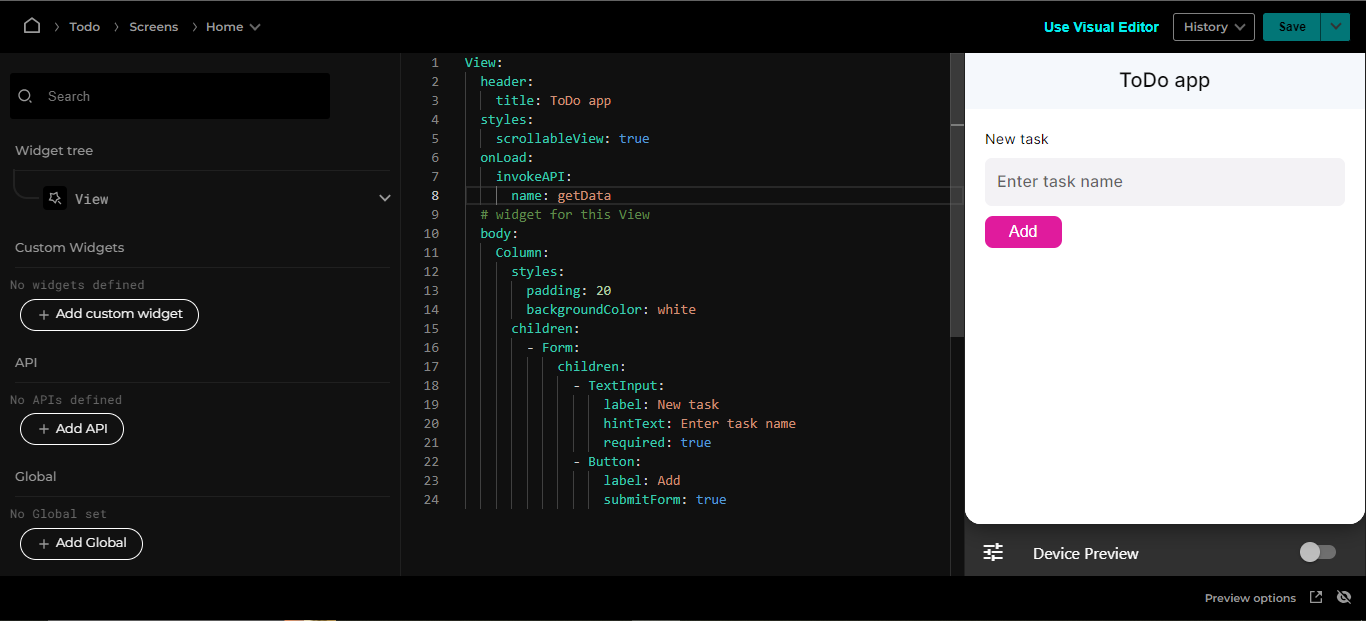 Todo Screens Home
Use Visual Editor
History
Save
Search
Widget tree
View
Custom Widgets
No widgets defined
+ Add custom widget
API
No APIs defined
+ Add API
Global
No Global set
+ Add Global
1 View:
2 header:
3 title: ToDo app
4 styles:
5 scrollableView: true
6 onLoad:
7 invokeAPI:
8 name: getData
9 # widget for this View
10 body:
11 Column:
12 styles:
13 padding: 20
14 backgroundColor: white
15 children:
16 - Form:
17 children:
18 - TextInput:
19 label: New task
20 hintText: Enter task name
21 required: true
22 - Button:
23 label: Add
24 submitForm: true
ToDo app
New task
Enter task name
Add
Device Preview
Preview options